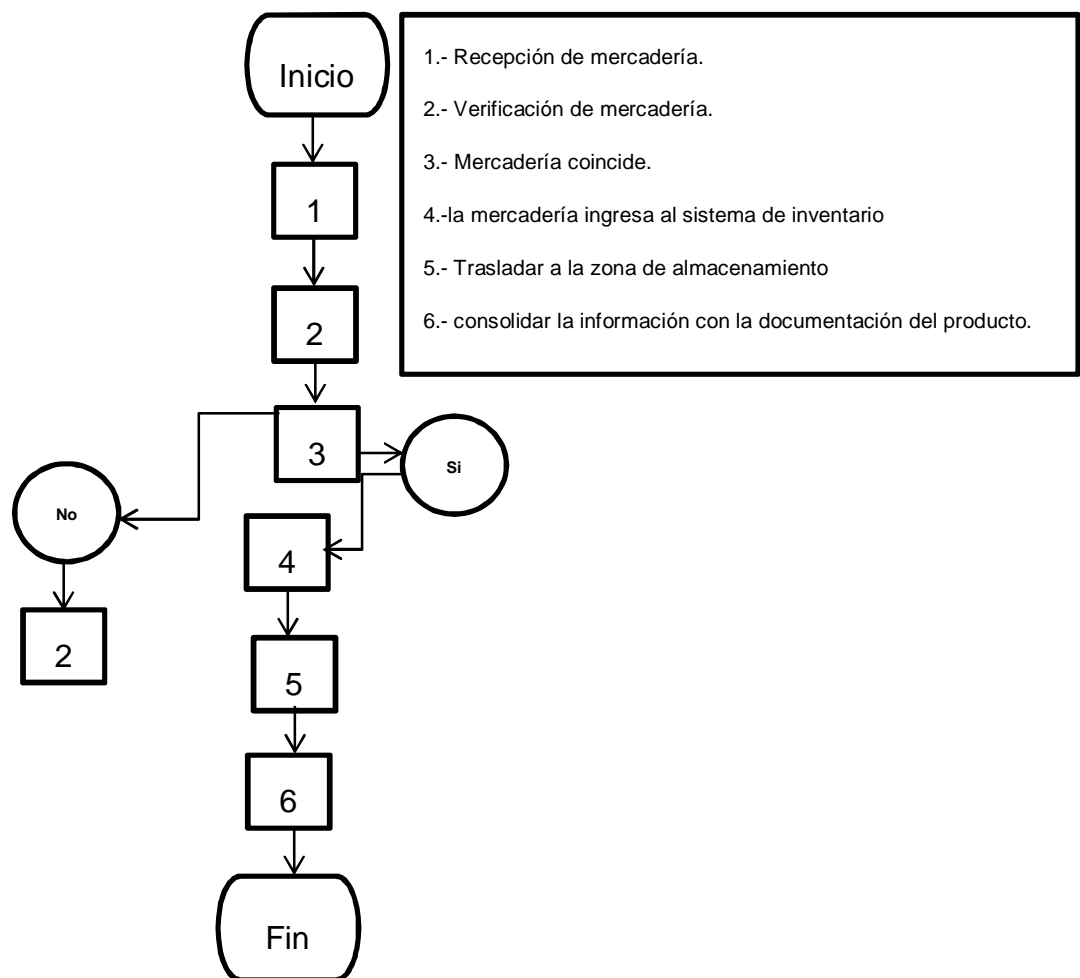 Inicio
1.- Recepción de mercadería.
2.- Verificación de mercadería.
3.- Mercadería coincide.
4.-la mercadería ingresa al sistema de inventario
5.- Trasladar a la zona de almacenamiento
6.- consolidar la información con la documentación del producto.
1
2
3
Si
No
4
2
5
6
Fin